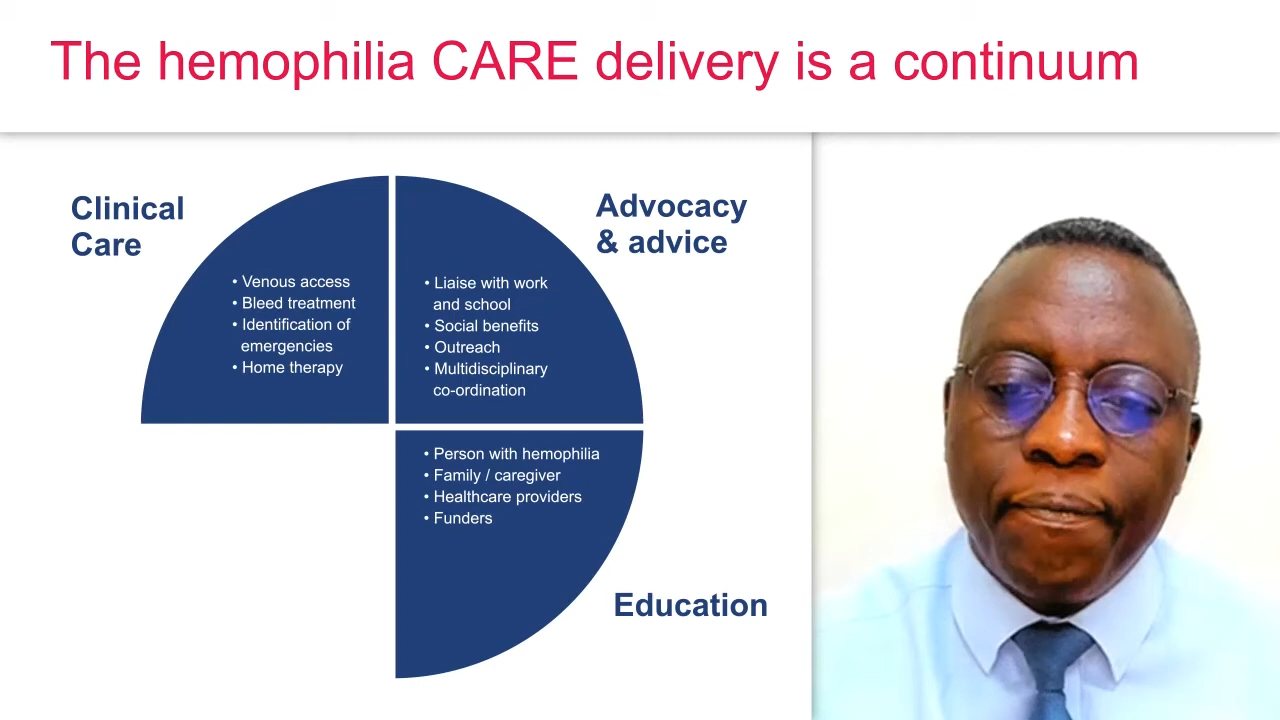 The hemophilia CARE delivery is a continuum
Clinical
Care
• Venous access
• Bleed treatment
• Identification of
emergencies
• Home therapy
Advocacy
& advice
• Liaise with work
and school
• Social benefits
• Outreach
• Multidisciplinary
co-ordination
• Person with hemophilia
• Family / caregiver
• Healthcare providers
• Funders
Education